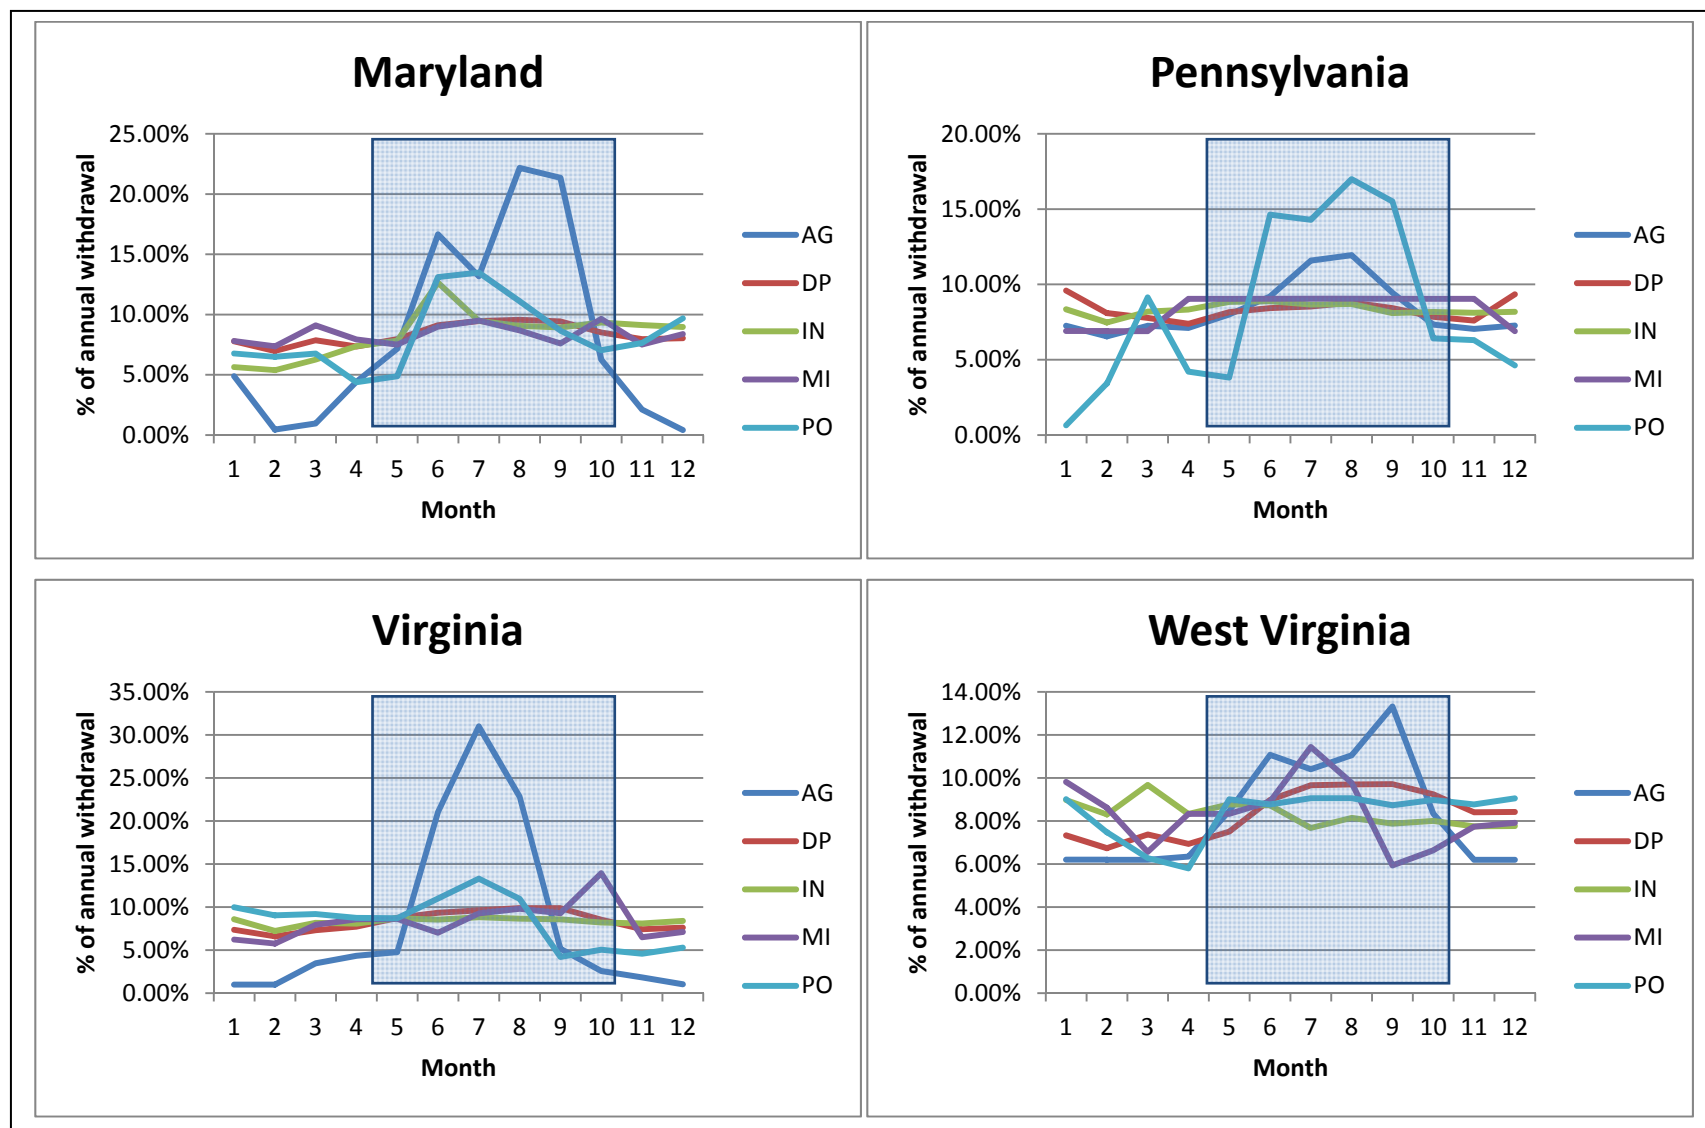 Maryland
25.00%
20.00%
15.00%
10.00%
5.00%
0.00%
% of annual withdrawal
1 2 3 4 5 6 7 8 9 10 11 12
Month
AG
DP
IN
MI
PO
Pennsylvania
20.00%
15.00%
10.00%
5.00%
0.00%
% of annual withdrawal
1 2 3 4 5 6 7 8 9 10 11 12
Month
AG
DP
IN
MI
PO
Virginia
35.00%
30.00%
25.00%
20.00%
15.00%
10.00%
5.00%
0.00%
% of annual withdrawal
1 2 3 4 5 6 7 8 9 10 11 12
Month
AG
DP
IN
MI
PO
West Virginia
14.00%
12.00%
10.00%
8.00%
6.00%
4.00%
2.00%
0.00%
% of annual withdrawal
1 2 3 4 5 6 7 8 9 10 11 12
Month
AG
DP
IN
MI
PO